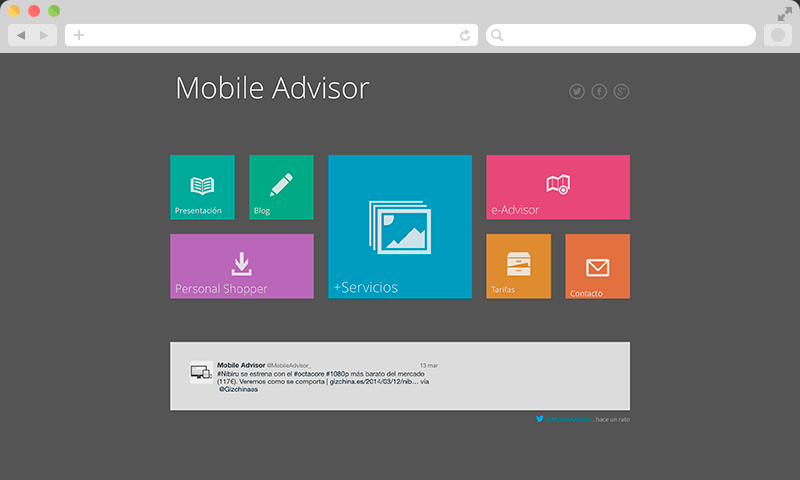 Mobile Advisor
Presentación
Blog
+Servicios
e-Advisor
Personal Shopper
Tarifas
Contacto
Mobile Advisor @MobileAdvisor_ 13 mar
#Nibiru se estrena con el #octacore #1080p más barato del mercado
(117€). Veremos como se comporta | gizchina.es/2014/03/12/nib... vía
@Gizchinaes
, hace un rato